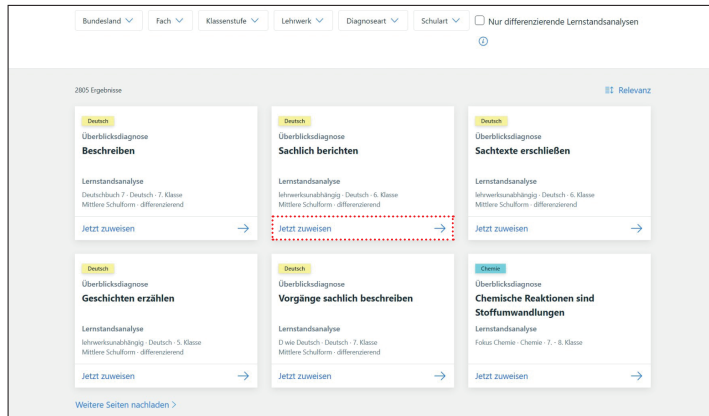 Bundesland Fach Klassenstufe Lehrwerk Diagnoseart Schulart Nur differenzierende Lernstandsanalysen
2805 Ergebnisse Relevanz
Deutsch
Überblicksdiagnose
Beschreiben
Lernstandsanalyse
Deutschbuch 7 · Deutsch · 7. Klasse
Mittlere Schulform · differenzierend
Jetzt zuweisen
Deutsch
Überblicksdiagnose
Sachlich berichten
Lernstandsanalyse
lehrwerksunabhängig · Deutsch · 6. Klasse
Mittlere Schulform · differenzierend
Jetzt zuweisen
Deutsch
Überblicksdiagnose
Sachtexte erschließen
Lernstandsanalyse
lehrwerksunabhängig · Deutsch · 6. Klasse
Mittlere Schulform · differenzierend
Jetzt zuweisen
Deutsch
Überblicksdiagnose
Geschichten erzählen
Lernstandsanalyse
lehrwerksunabhängig · Deutsch · 5. Klasse
Mittlere Schulform · differenzierend
Jetzt zuweisen
Deutsch
Überblicksdiagnose
Vorgänge sachlich beschreiben
Lernstandsanalyse
D wie Deutsch · Deutsch · 7. Klasse
Mittlere Schulform · differenzierend
Jetzt zuweisen
Chemie
Überblicksdiagnose
Chemische Reaktionen sind
Stoffumwandlungen
Lernstandsanalyse
Fokus Chemie · Chemie · 7. - 8. Klasse
Jetzt zuweisen
Weitere Seiten nachladen